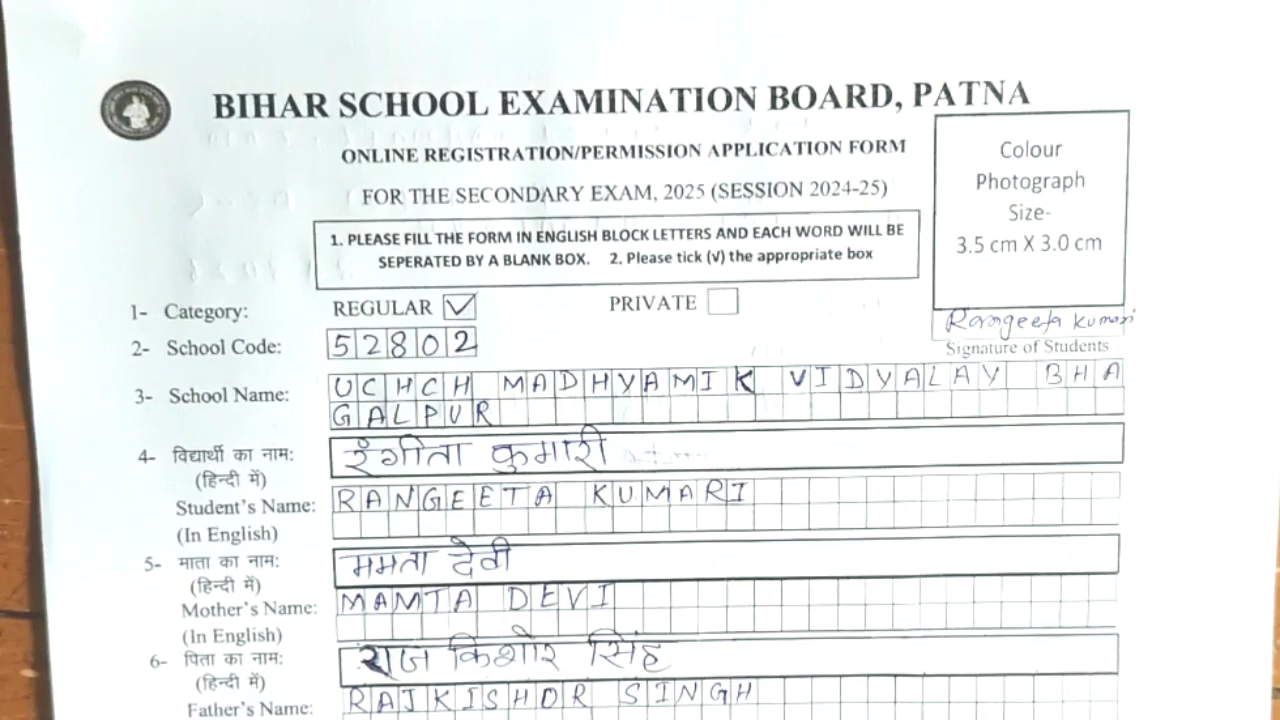 BIHAR SCHOOL EXAMINATION BOARD, PATNA
ONLINE REGISTRATION/PERMISSION APPLICATION FORM
FOR THE SECONDARY EXAM, 2025 (SESSION 2024-25)
Colour
Photograph
Size-
3.5 cm X 3.0 cm
1. PLEASE FILL THE FORM IN ENGLISH BLOCK LETTERS AND EACH WORD WILL BE
SEPERATED BY A BLANK BOX. 2. Please tick (√) the appropriate box
1- Category: REGULAR ✓ PRIVATE
Rangeeta Kumari
Signature of Students
2- School Code: 52802
3- School Name: UCHCH MADHYAMIK VIDYALAY BHA
GALPUR
4- विद्यार्थी का नाम: रंगीता कुमारी
(हिन्दी में)
Student's Name: RANGEETA KUMARI
(In English)
5- माता का नाम: ममता देवी
(हिन्दी में)
Mother's Name: MAMTA DEVI
(In English)
6- पिता का नाम: राज किशोर सिंह
(हिन्दी में)
Father's Name: RAJKISHOR SINGH